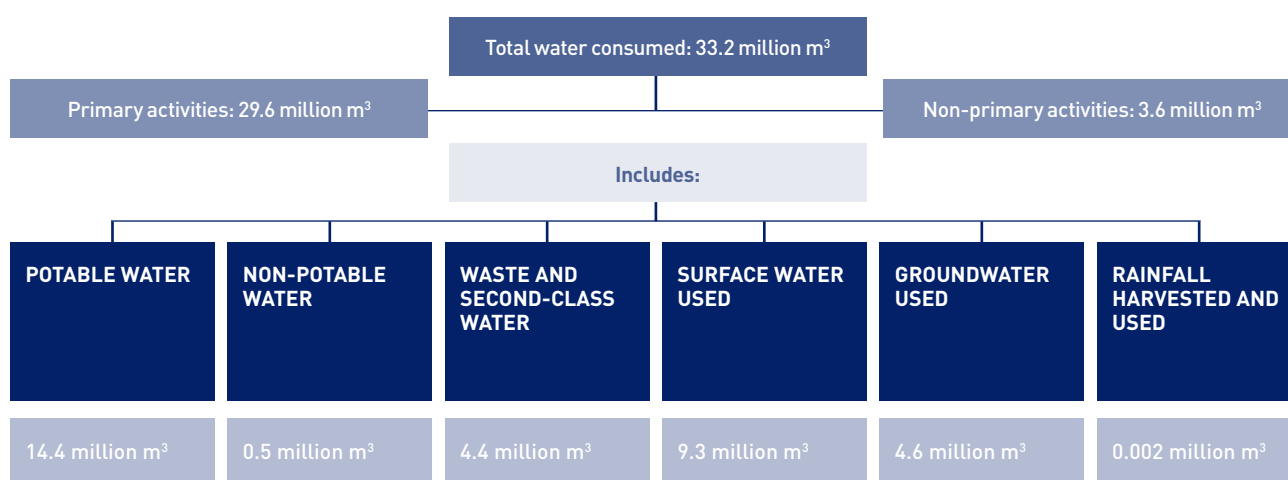 Total water consumed: 33.2 million m³
Primary activities: 29.6 million m³
Non-primary activities: 3.6 million m³
Includes:
POTABLE WATER
NON-POTABLE
WATER
WASTE AND
SECOND-CLASS
WATER
SURFACE WATER
USED
GROUNDWATER
USED
RAINFALL
HARVESTED AND
USED
14.4 million m³
0.5 million m³
4.4 million m³
9.3 million m³
4.6 million m³
0.002 million m³